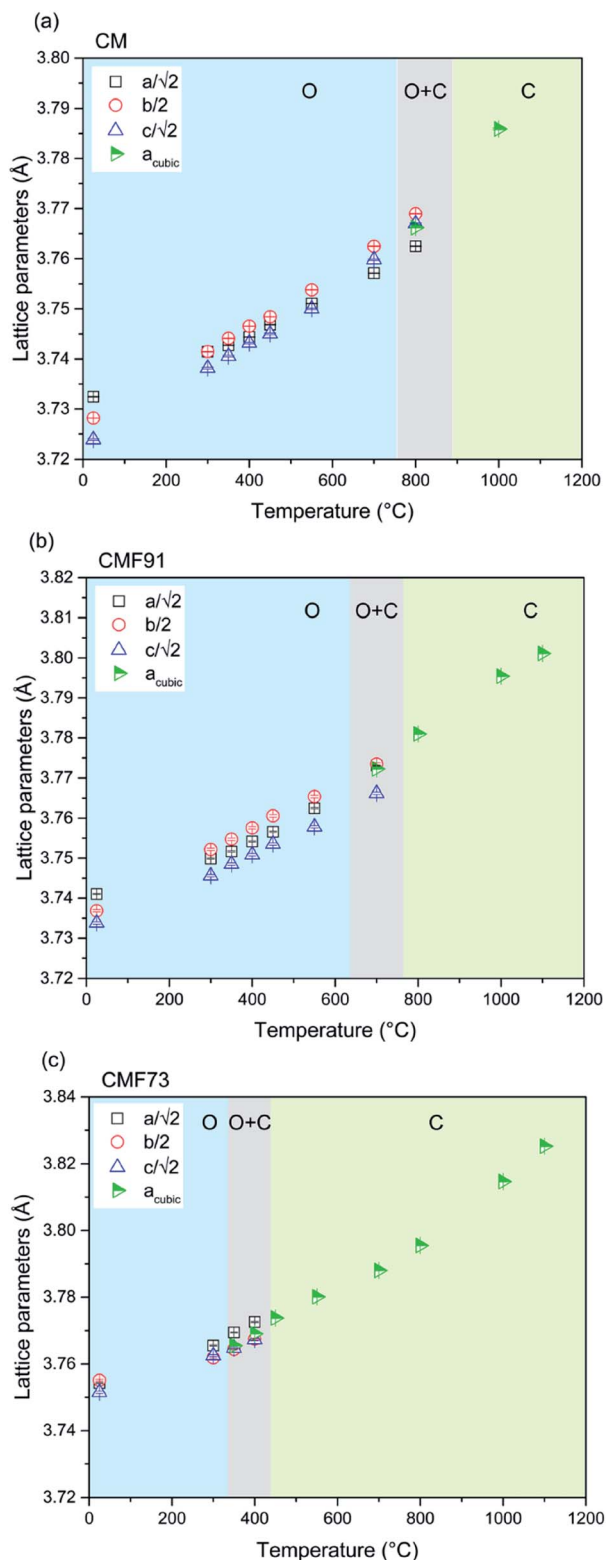 (a)
CM
3.80
3.79
3.78
3.77
3.76
3.75
3.74
3.73
3.72
Lattice parameters (Å)
a/√2
b/2
c/√2
a_cubic
O
O+C
C
0 200 400 600 800 1000 1200
Temperature (°C)
(b)
CMF91
3.82
3.81
3.80
3.79
3.78
3.77
3.76
3.75
3.74
3.73
3.72
Lattice parameters (Å)
a/√2
b/2
c/√2
a_cubic
O
O+C
C
0 200 400 600 800 1000 1200
Temperature (°C)
(c)
CMF73
3.84
3.82
3.80
3.78
3.76
3.74
3.72
Lattice parameters (Å)
a/√2
b/2
c/√2
a_cubic
O
O+C
C
0 200 400 600 800 1000 1200
Temperature (°C)